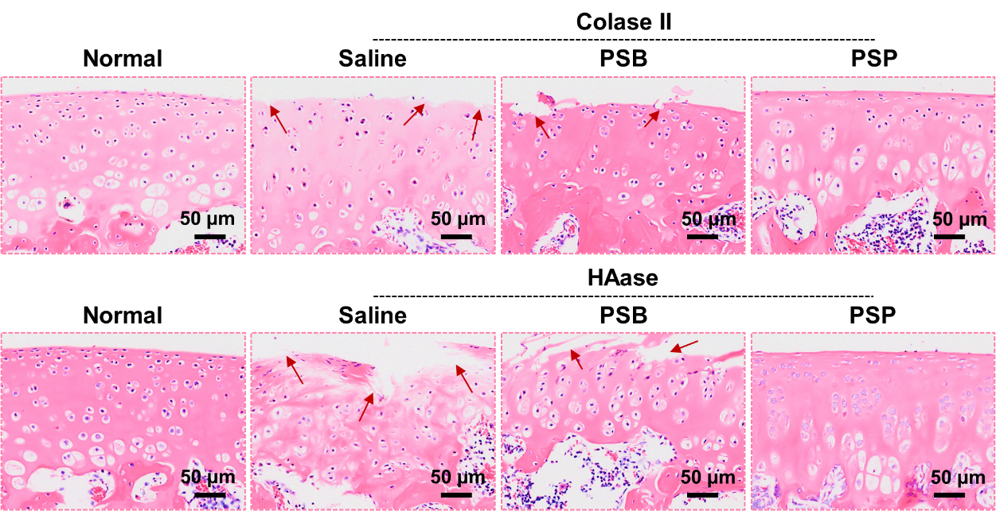 Colase II
Normal Saline PSB PSP
50 µm 50 µm 50 µm 50 µm
HAase
Normal Saline PSB PSP
50 µm 50 µm 50 µm 50 µm